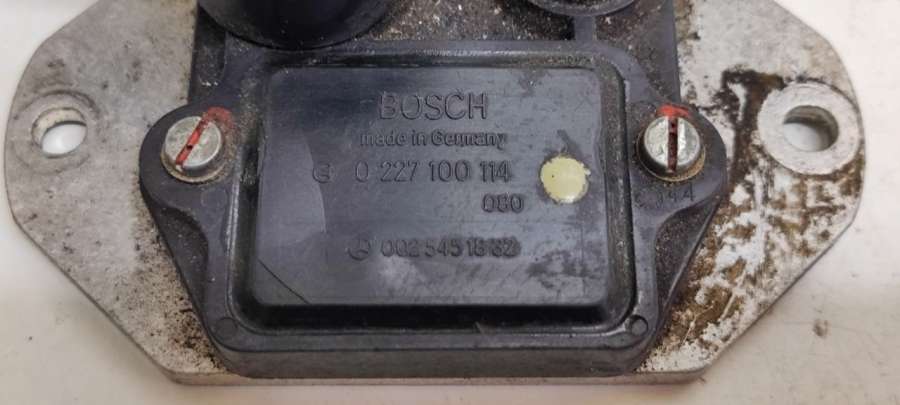 BOSCH
made in Germany
G 0 227 100 114
080
002 545 18 32